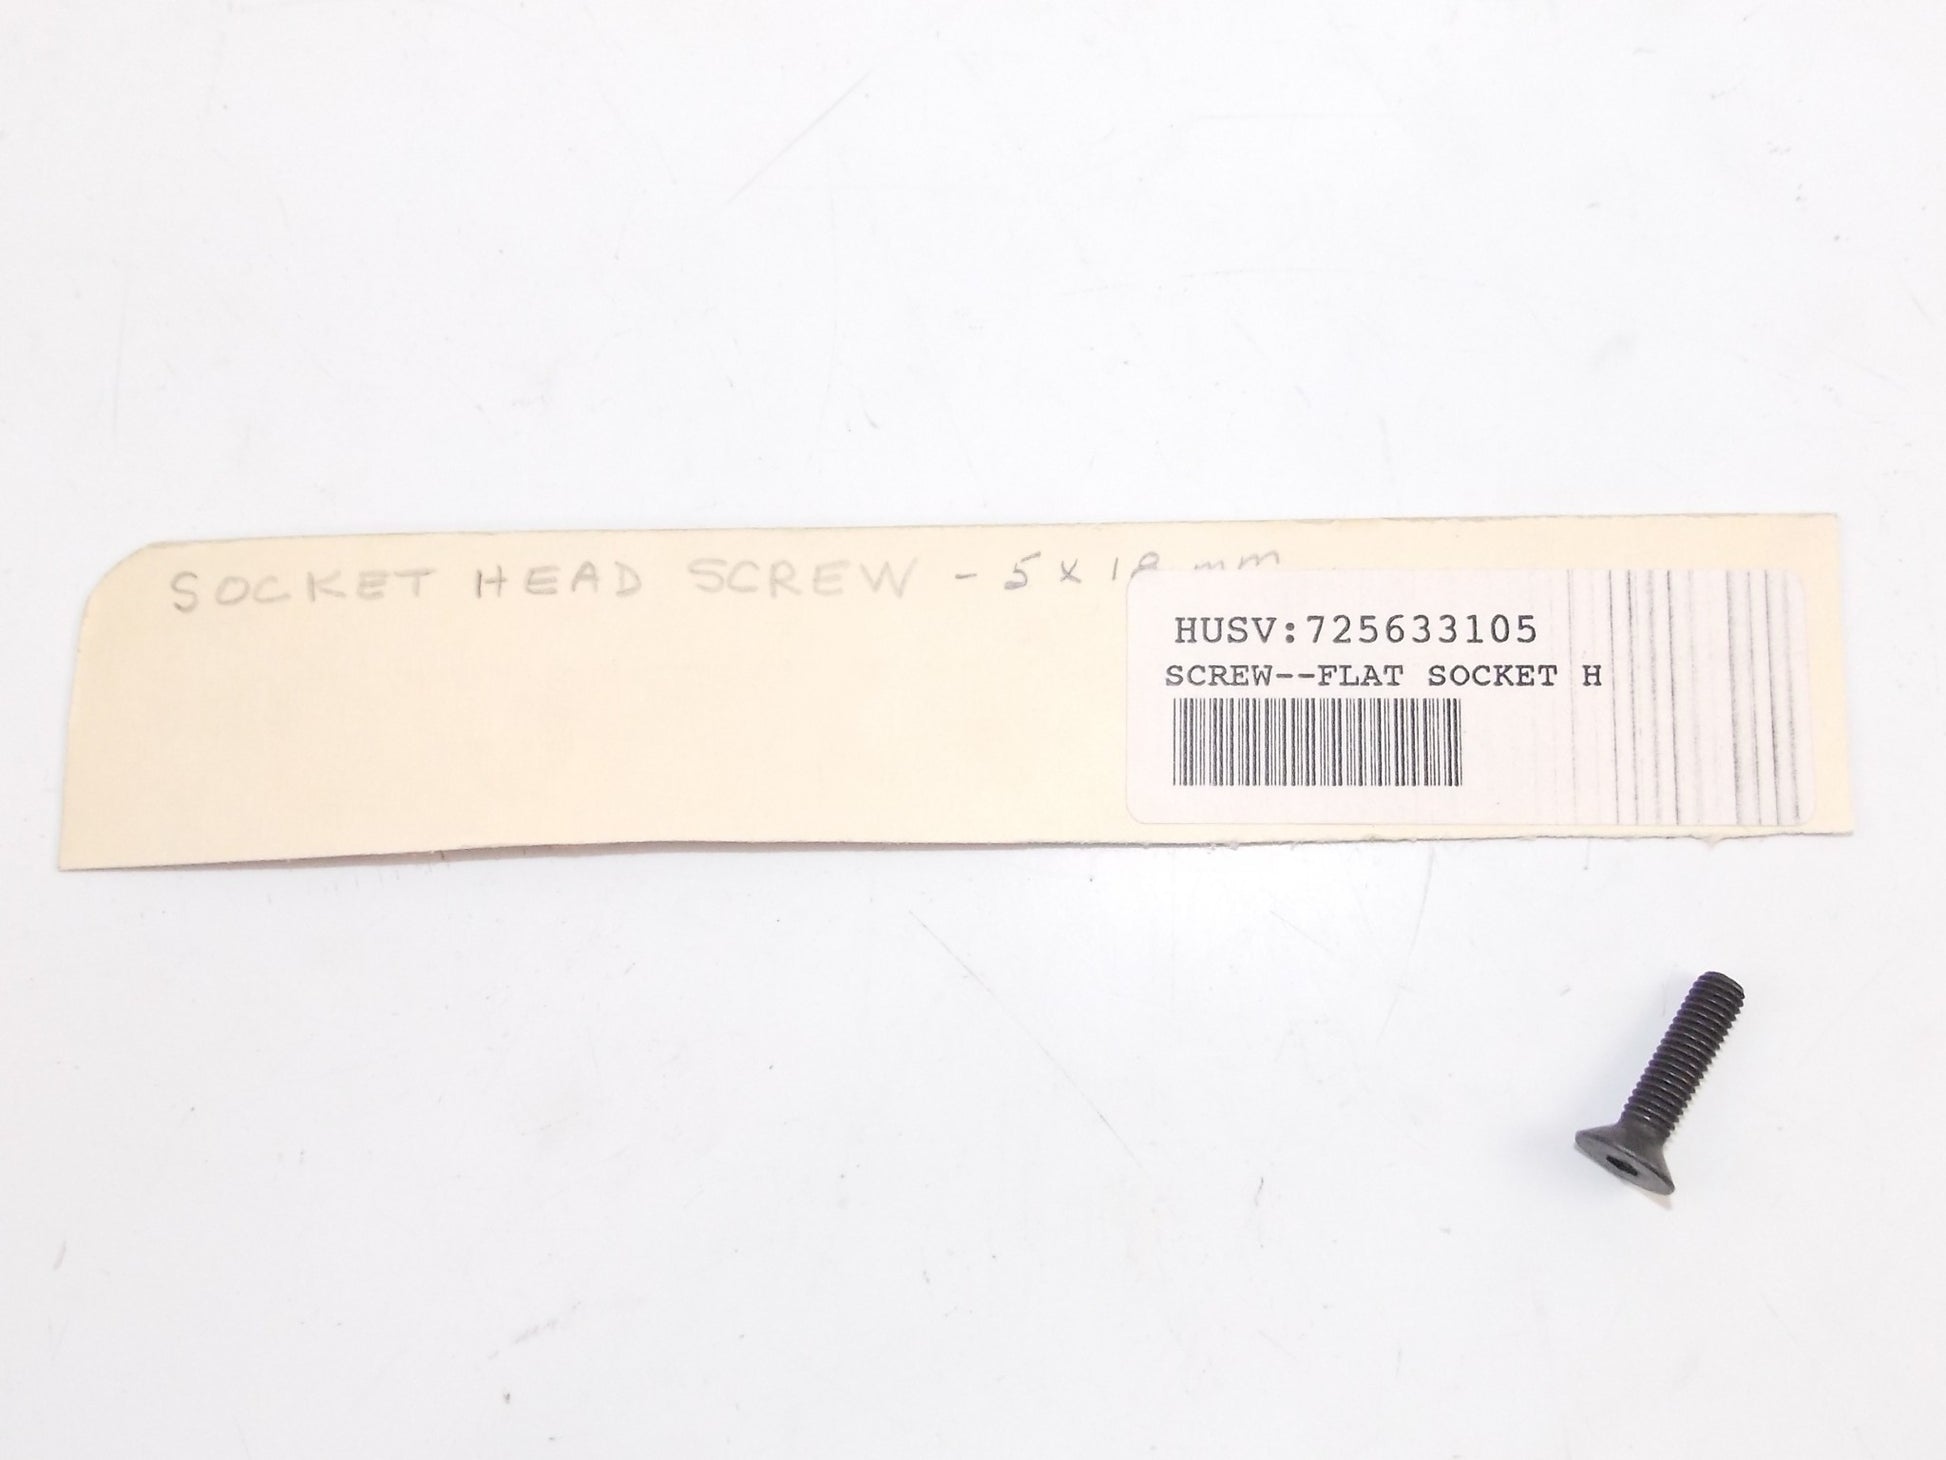 SOCKET HEAD SCREW - 5 x 18 mm
HUSV:725633105
SCREW--FLAT SOCKET H